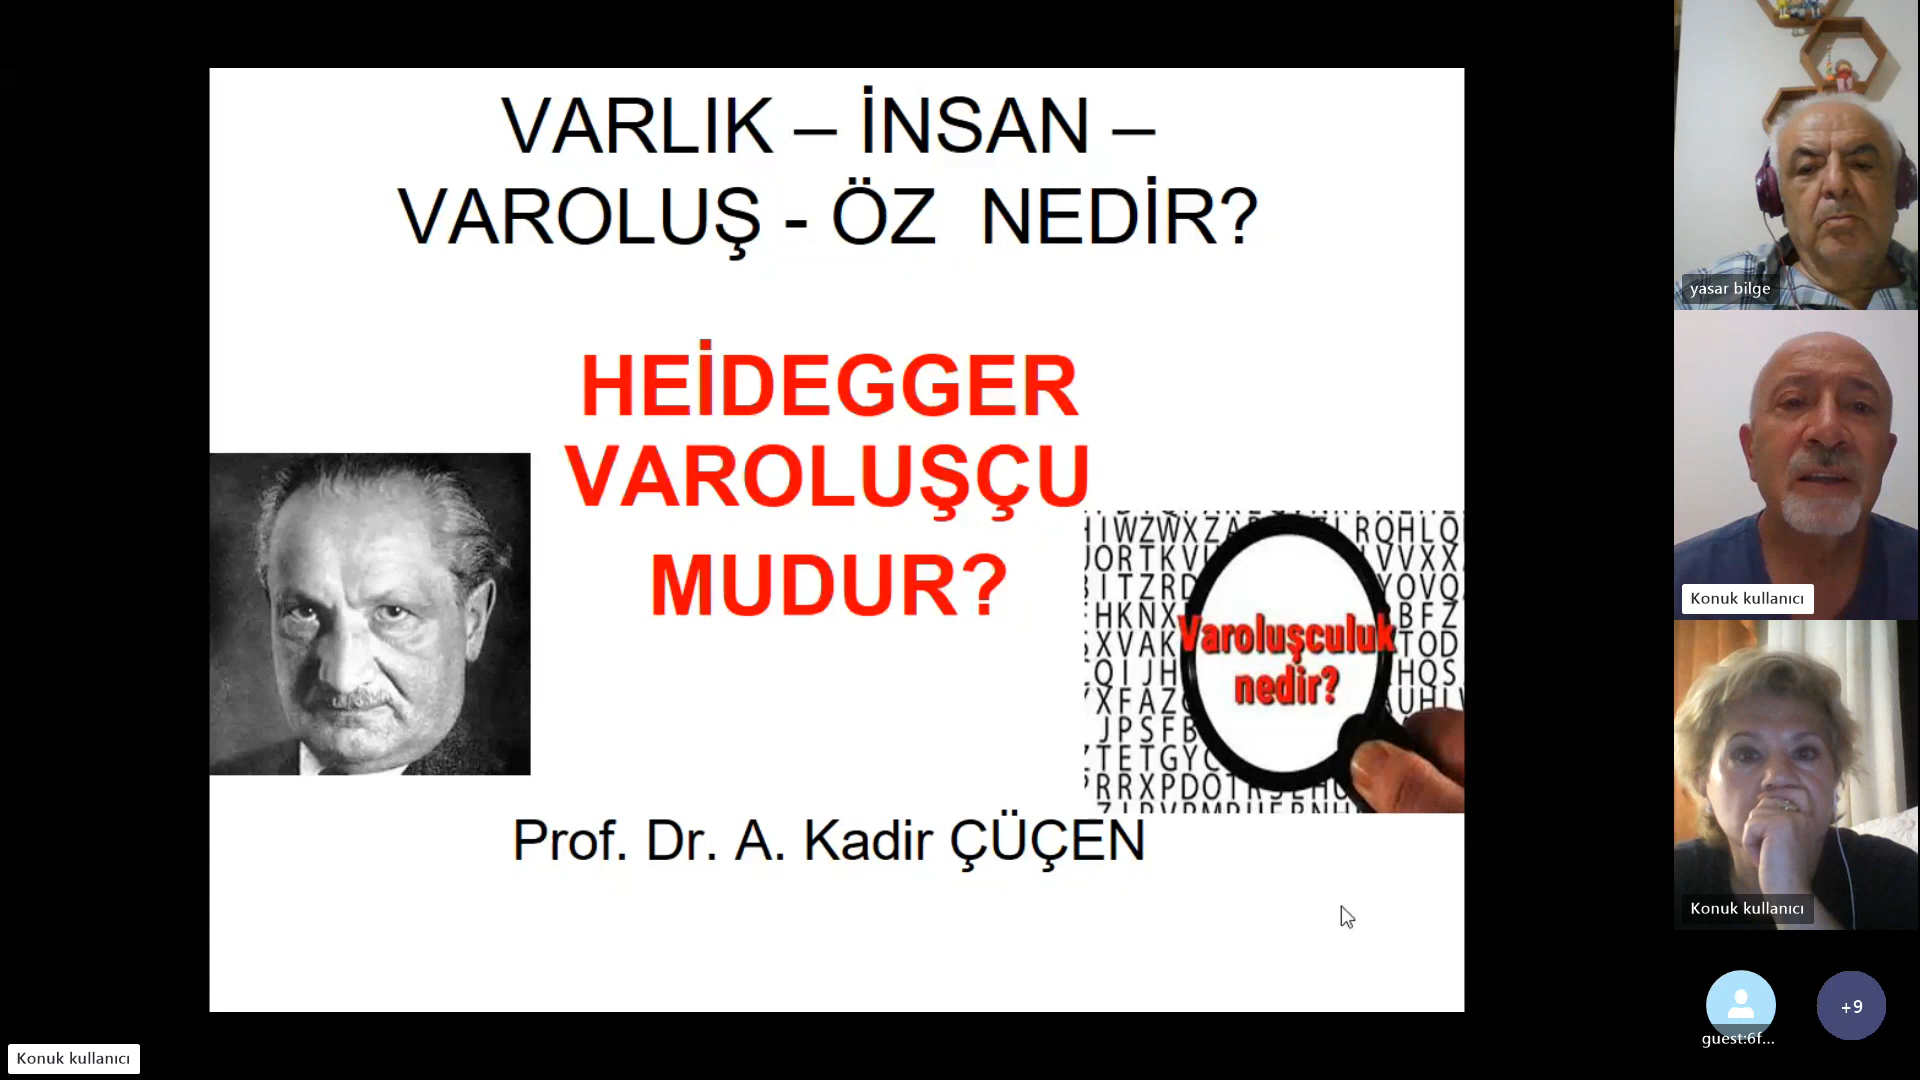 VARLIK – İNSAN –
VAROLUŞ - ÖZ NEDİR?
HEİDEGGER
VAROLUŞÇU
MUDUR?
Varoluşculuk
nedir?
Prof. Dr. A. Kadir ÇÜÇEN
yasar bilge
Konuk kullanıcı
Konuk kullanıcı
guest:6f...
+9
Konuk kullanıcı